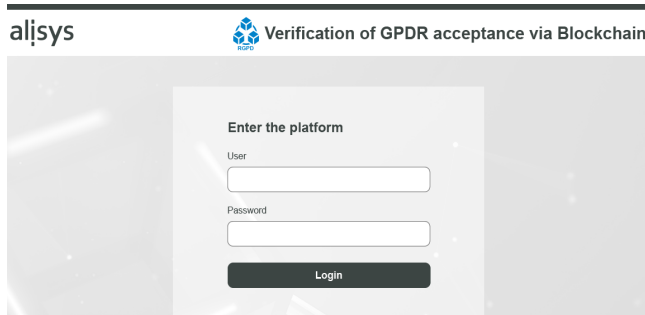 alisys
RGPD
Verification of GPDR acceptance via Blockchain
Enter the platform
User
Password
Login